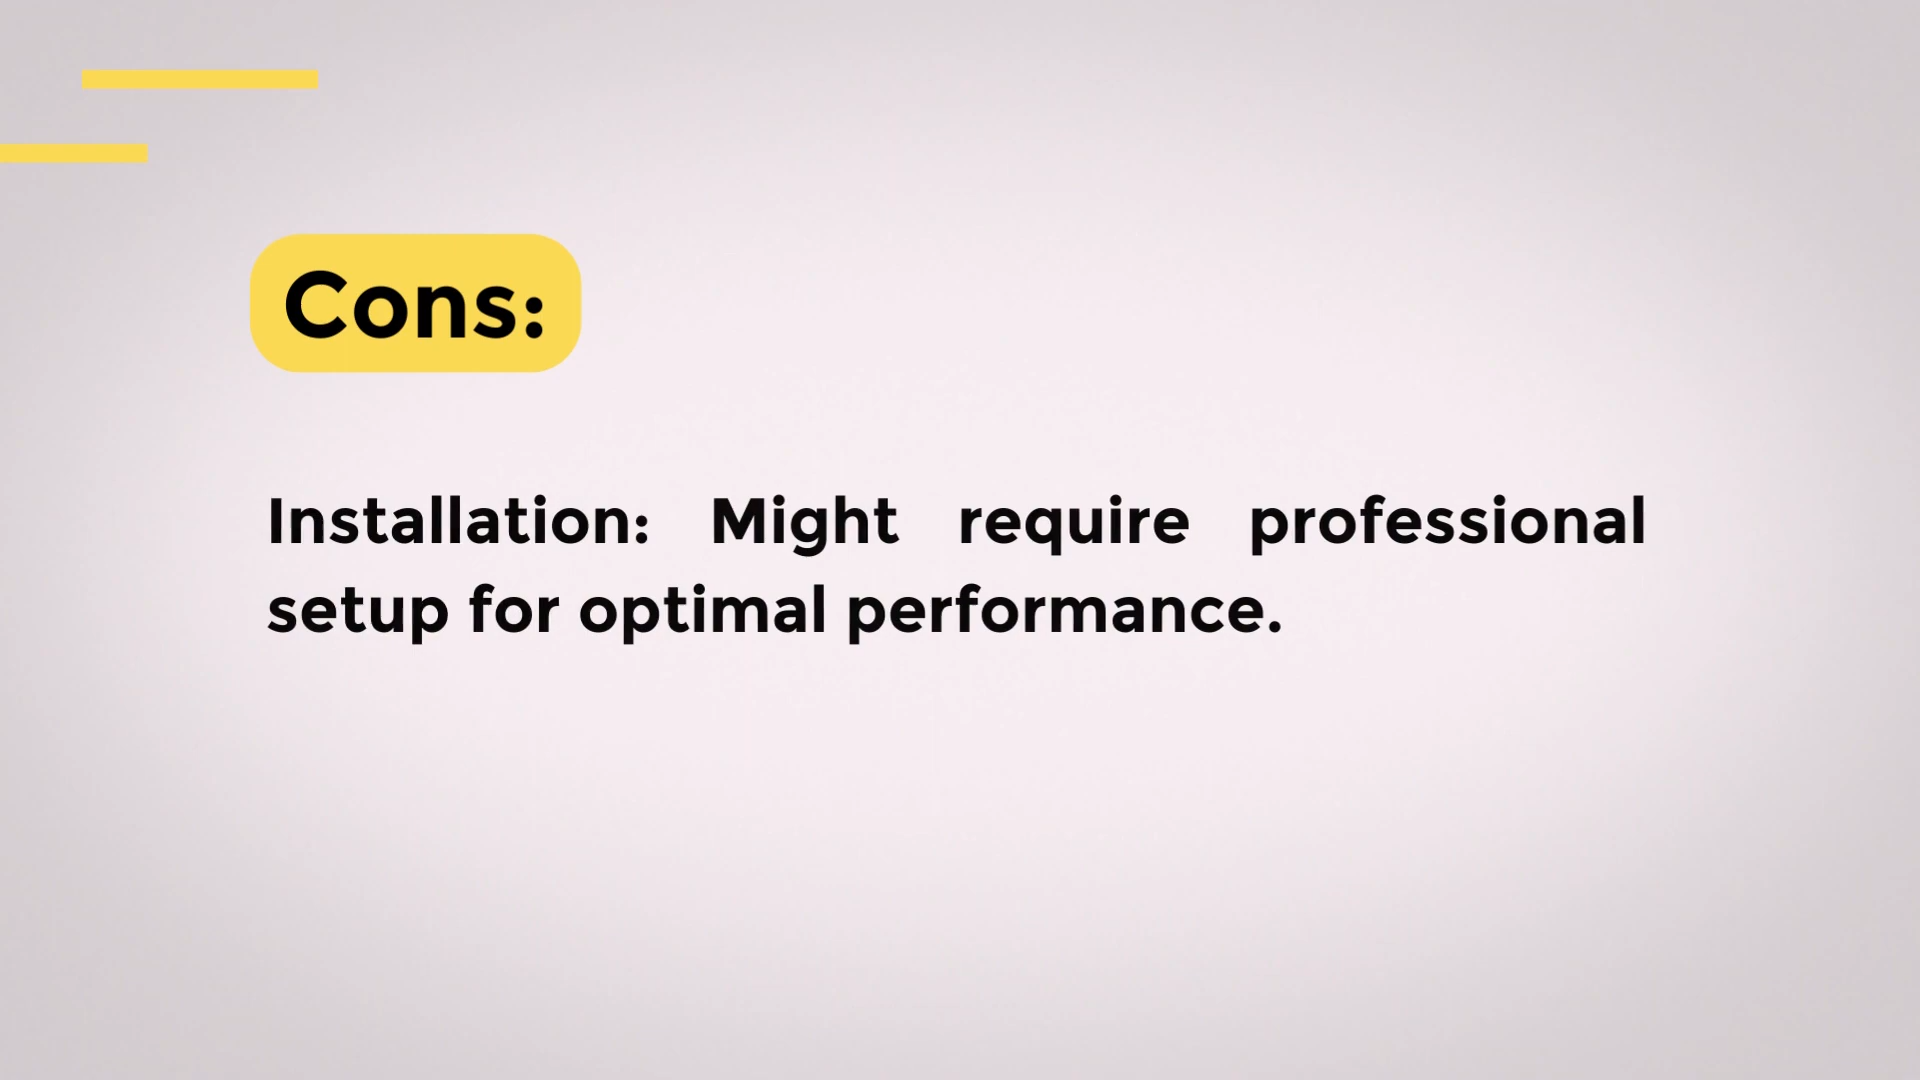 Cons:
Installation: Might require professional
setup for optimal performance.